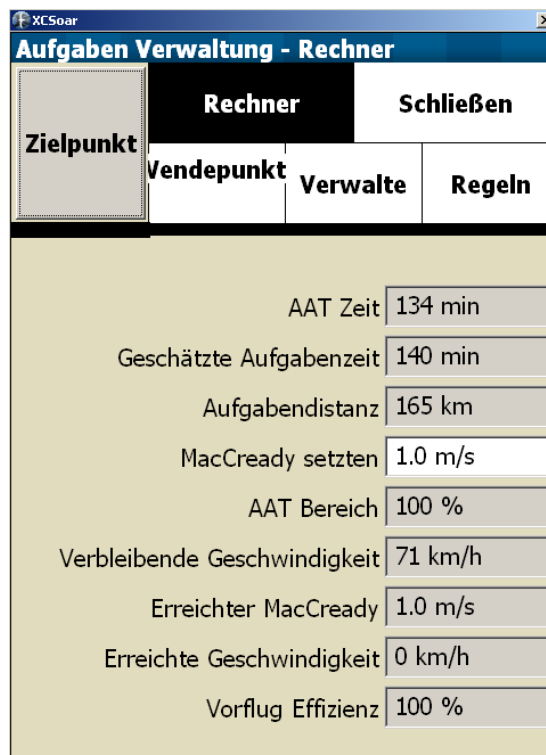 XCSoar
Aufgaben Verwaltung - Rechner
Zielpunkt
Rechner
Schließen
Wendepunkt
Verwalte
Regeln
AAT Zeit 134 min
Geschätzte Aufgabenzeit 140 min
Aufgabendistanz 165 km
MacCready setzten 1.0 m/s
AAT Bereich 100 %
Verbleibende Geschwindigkeit 71 km/h
Erreichter MacCready 1.0 m/s
Erreichte Geschwindigkeit 0 km/h
Vorflug Effizienz 100 %